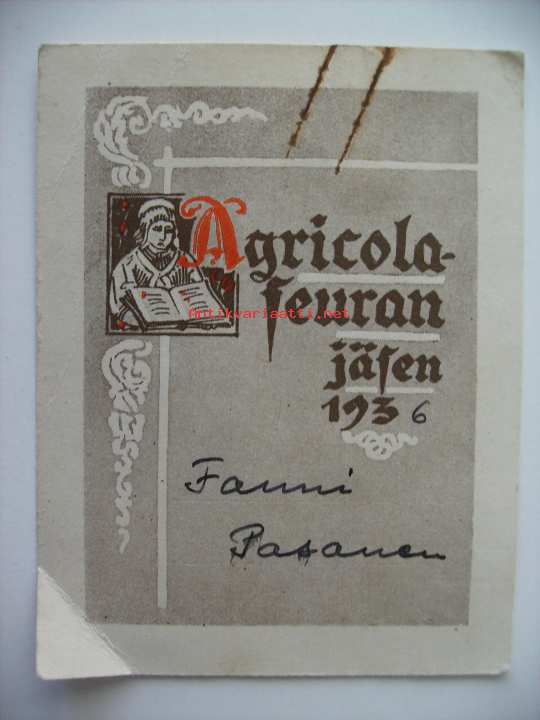 Agricola-
seuran
jäsen
1936
Fanni
Pasanen
antikvariaatti.net